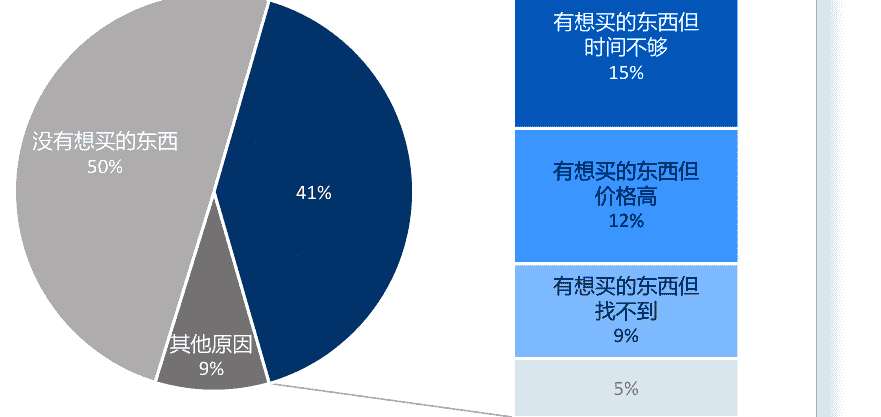 没有想买的东西
50%
41%
其他原因
9%
有想买的东西但
时间不够
15%
有想买的东西但
价格高
12%
有想买的东西但
找不到
9%
5%